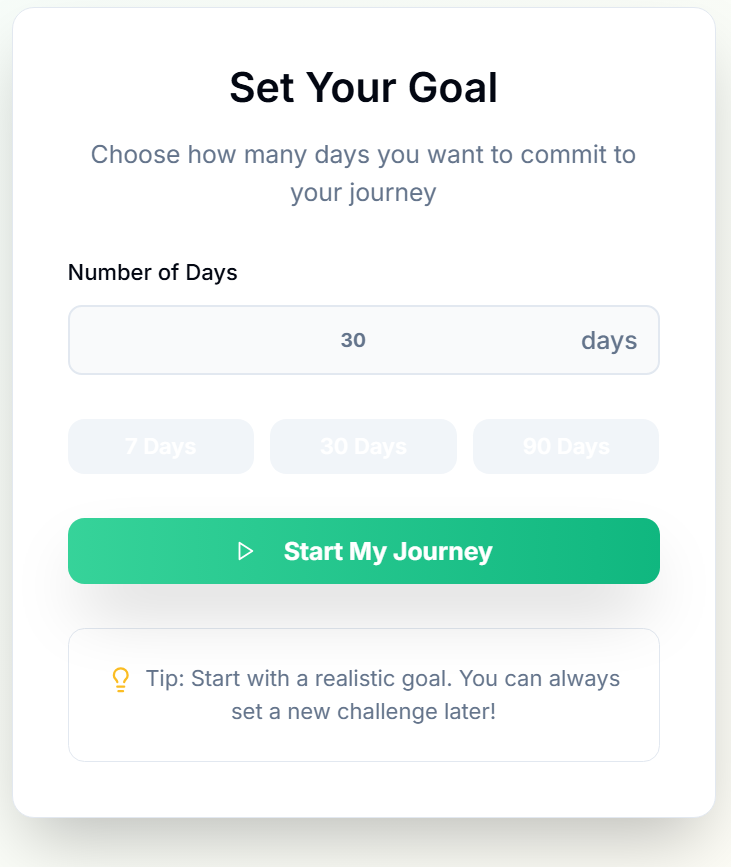 Set Your Goal
Choose how many days you want to commit to
your journey
Number of Days
30 days
7 Days 30 Days 90 Days
Start My Journey
Tip: Start with a realistic goal. You can always
set a new challenge later!